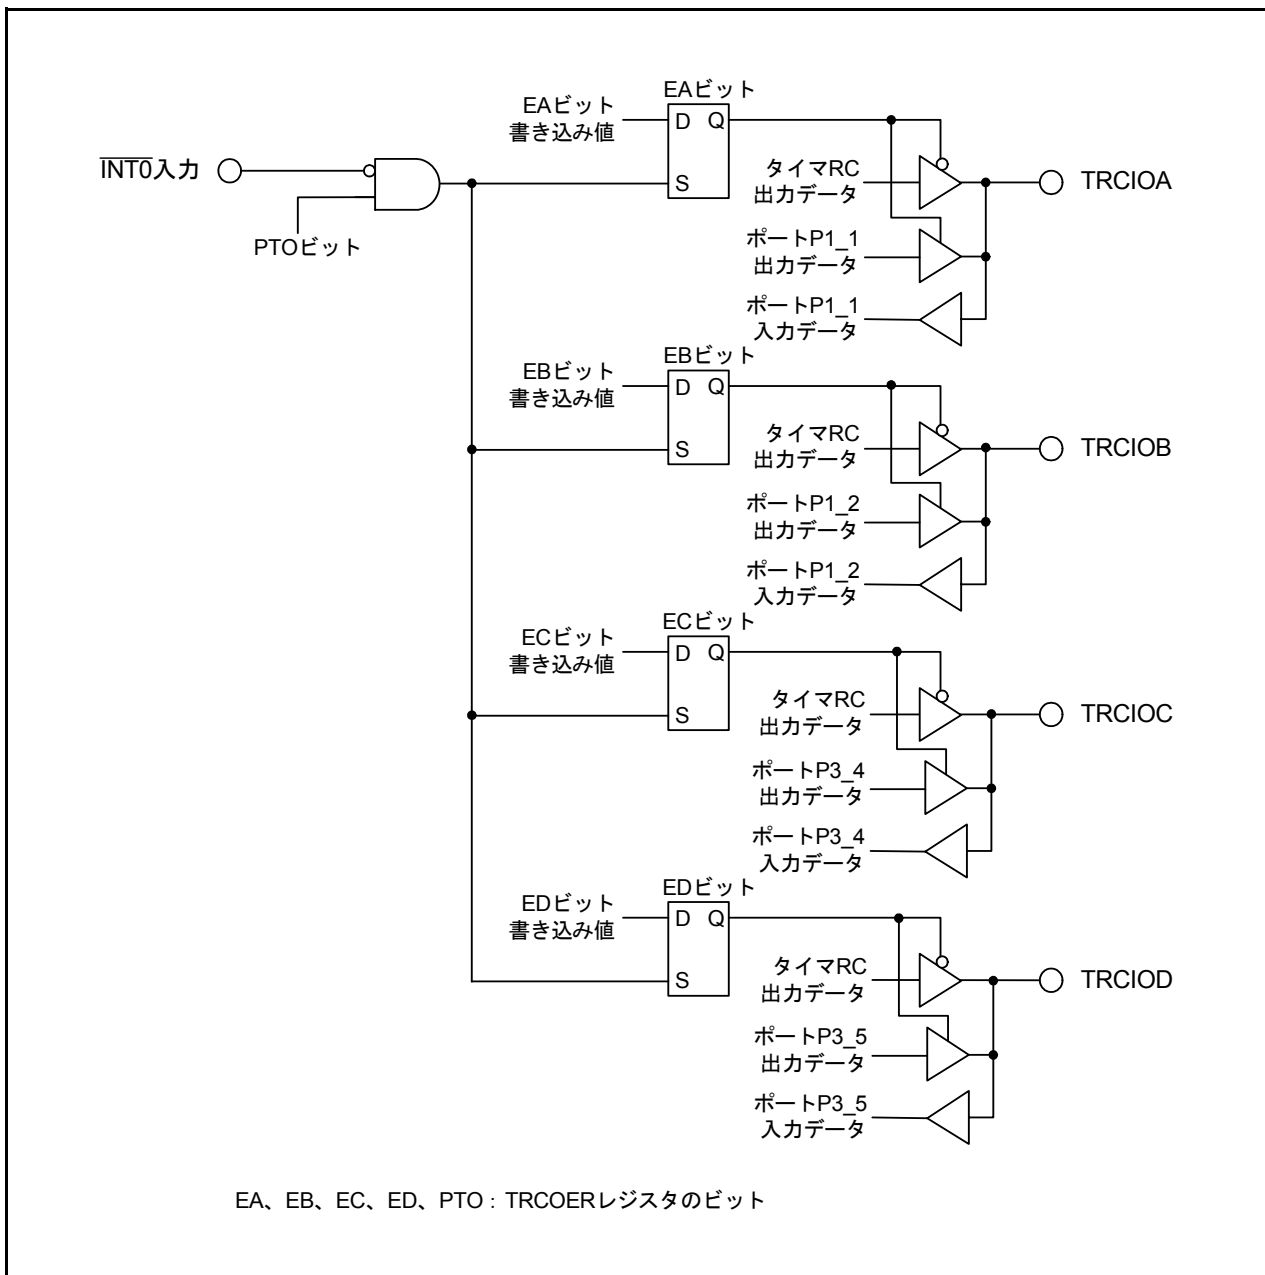 EAビット
EAビット
書き込み値
D Q
S
INT0入力
PTOビット
タイマRC
出力データ
TRCIOA
ポートP1_1
出力データ
ポートP1_1
入力データ
EBビット
EBビット
書き込み値
D Q
S
タイマRC
出力データ
TRCIOB
ポートP1_2
出力データ
ポートP1_2
入力データ
ECビット
ECビット
書き込み値
D Q
S
タイマRC
出力データ
TRCIOC
ポートP3_4
出力データ
ポートP3_4
入力データ
EDビット
EDビット
書き込み値
D Q
S
タイマRC
出力データ
TRCIOD
ポートP3_5
出力データ
ポートP3_5
入力データ
EA、EB、EC、ED、PTO：TRCOERレジスタのビット